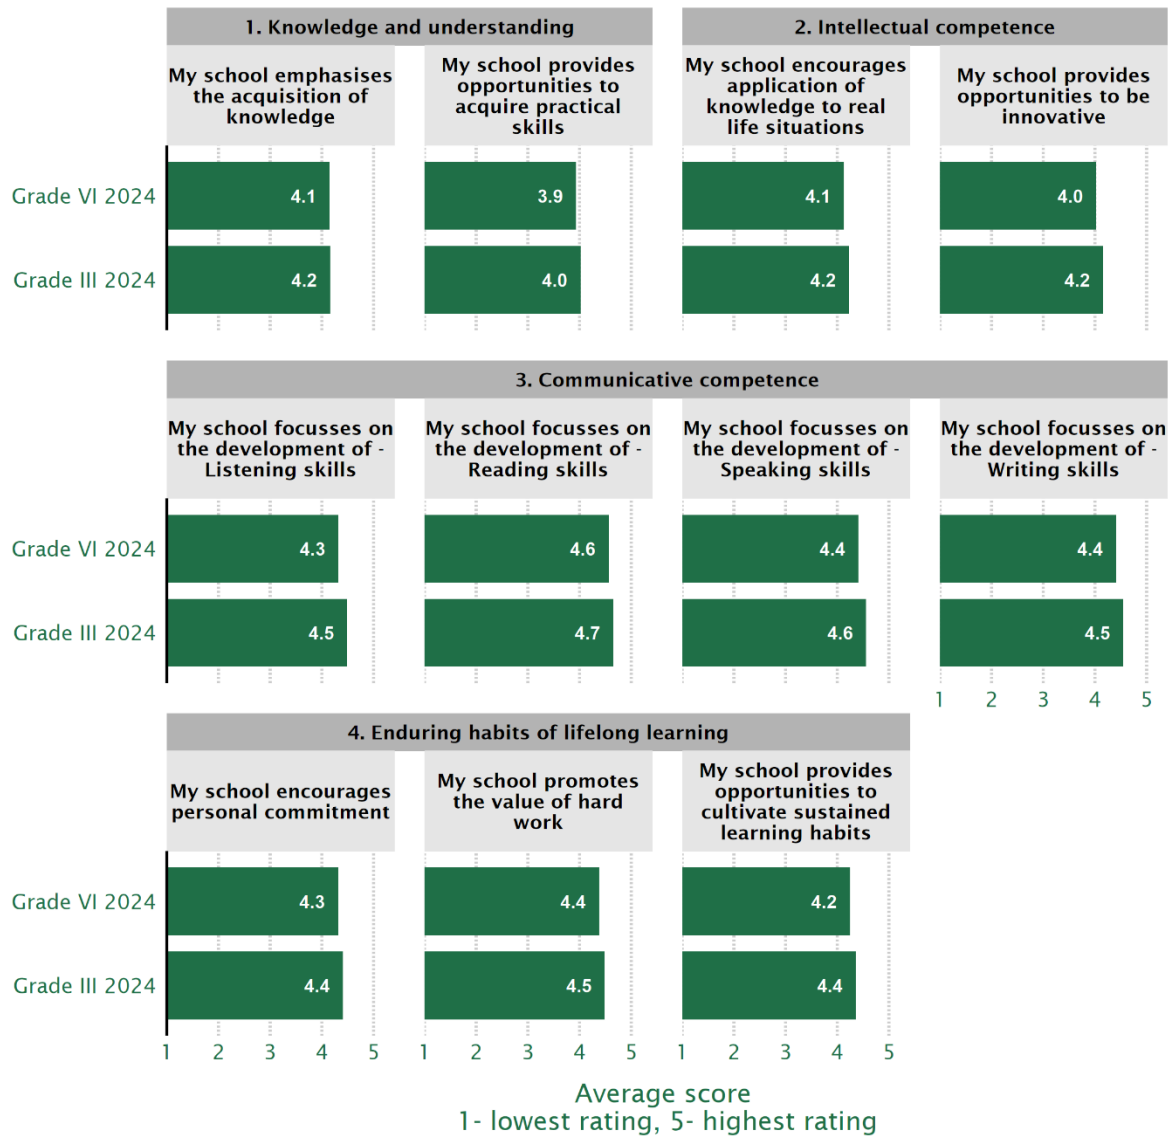 1. Knowledge and understanding
2. Intellectual competence
My school emphasises
the acquisition of
knowledge
My school provides
opportunities to
acquire practical
skills
My school encourages
application of
knowledge to real
life situations
My school provides
opportunities to be
innovative
Grade VI 2024
4.1
3.9
4.1
4.0
Grade III 2024
4.2
4.0
4.2
4.2
3. Communicative competence
My school focusses on
the development of -
Listening skills
My school focusses on
the development of -
Reading skills
My school focusses on
the development of -
Speaking skills
My school focusses on
the development of -
Writing skills
Grade VI 2024
4.3
4.6
4.4
4.4
Grade III 2024
4.5
4.7
4.6
4.5
1 2 3 4 5
4. Enduring habits of lifelong learning
My school encourages
personal commitment
My school promotes
the value of hard
work
My school provides
opportunities to
cultivate sustained
learning habits
Grade VI 2024
4.3
4.4
4.2
Grade III 2024
4.4
4.5
4.4
1 2 3 4 5
1 2 3 4 5
1 2 3 4 5
Average score
1- lowest rating, 5- highest rating